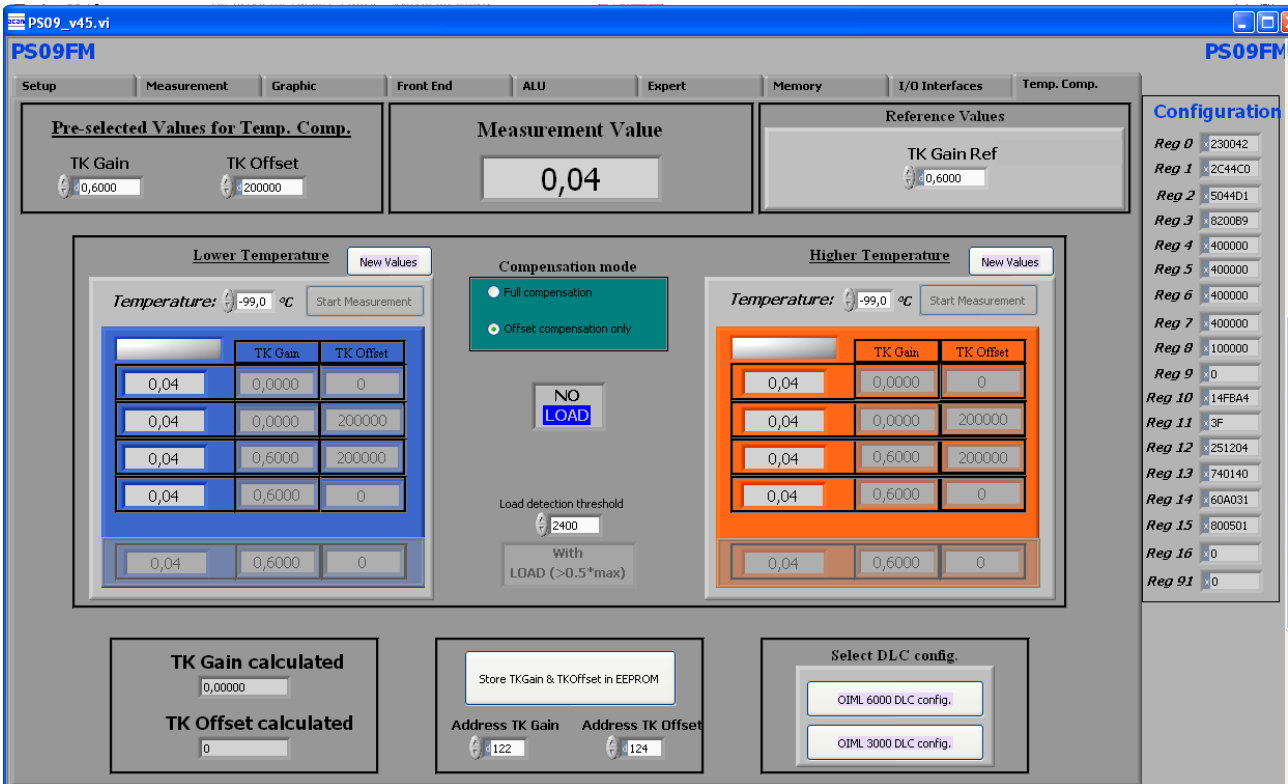 PS09_v45.vi
PS09FM
PS09FM
Setup Measurement Graphic Front End ALU Expert Memory I/O Interfaces Temp. Comp.
Pre-selected Values for Temp. Comp.
TK Gain TK Offset
d 0,6000 d 200000
Measurement Value
0,04
Reference Values
TK Gain Ref
d 0,6000
Lower Temperature New Values
Temperature: -99,0 °C Start Measurement
TK Gain TK Offset
0,04 0,0000 0
0,04 0,0000 200000
0,04 0,6000 200000
0,04 0,6000 0
0,04 0,6000 0
Compensation mode
Full compensation
Offset compensation only
NO
LOAD
Load detection threshold
2400
With
LOAD (>0.5*max)
Higher Temperature New Values
Temperature: -99,0 °C Start Measurement
TK Gain TK Offset
0,04 0,0000 0
0,04 0,0000 200000
0,04 0,6000 200000
0,04 0,6000 0
0,04 0,6000 0
TK Gain calculated
0,00000
TK Offset calculated
0
Store TKGain & TKOffset in EEPROM
Address TK Gain Address TK Offset
d 122 d 124
Select DLC config.
OIML 6000 DLC config.
OIML 3000 DLC config.
Configuration
Reg 0 x 230042
Reg 1 x 2C44C0
Reg 2 x 5044D1
Reg 3 x 8200B9
Reg 4 x 400000
Reg 5 x 400000
Reg 6 x 400000
Reg 7 x 400000
Reg 8 x 100000
Reg 9 x 0
Reg 10 x 14FBA4
Reg 11 x 3F
Reg 12 x 251204
Reg 13 x 740140
Reg 14 x 60A031
Reg 15 x 800501
Reg 16 x 0
Reg 91 x 0